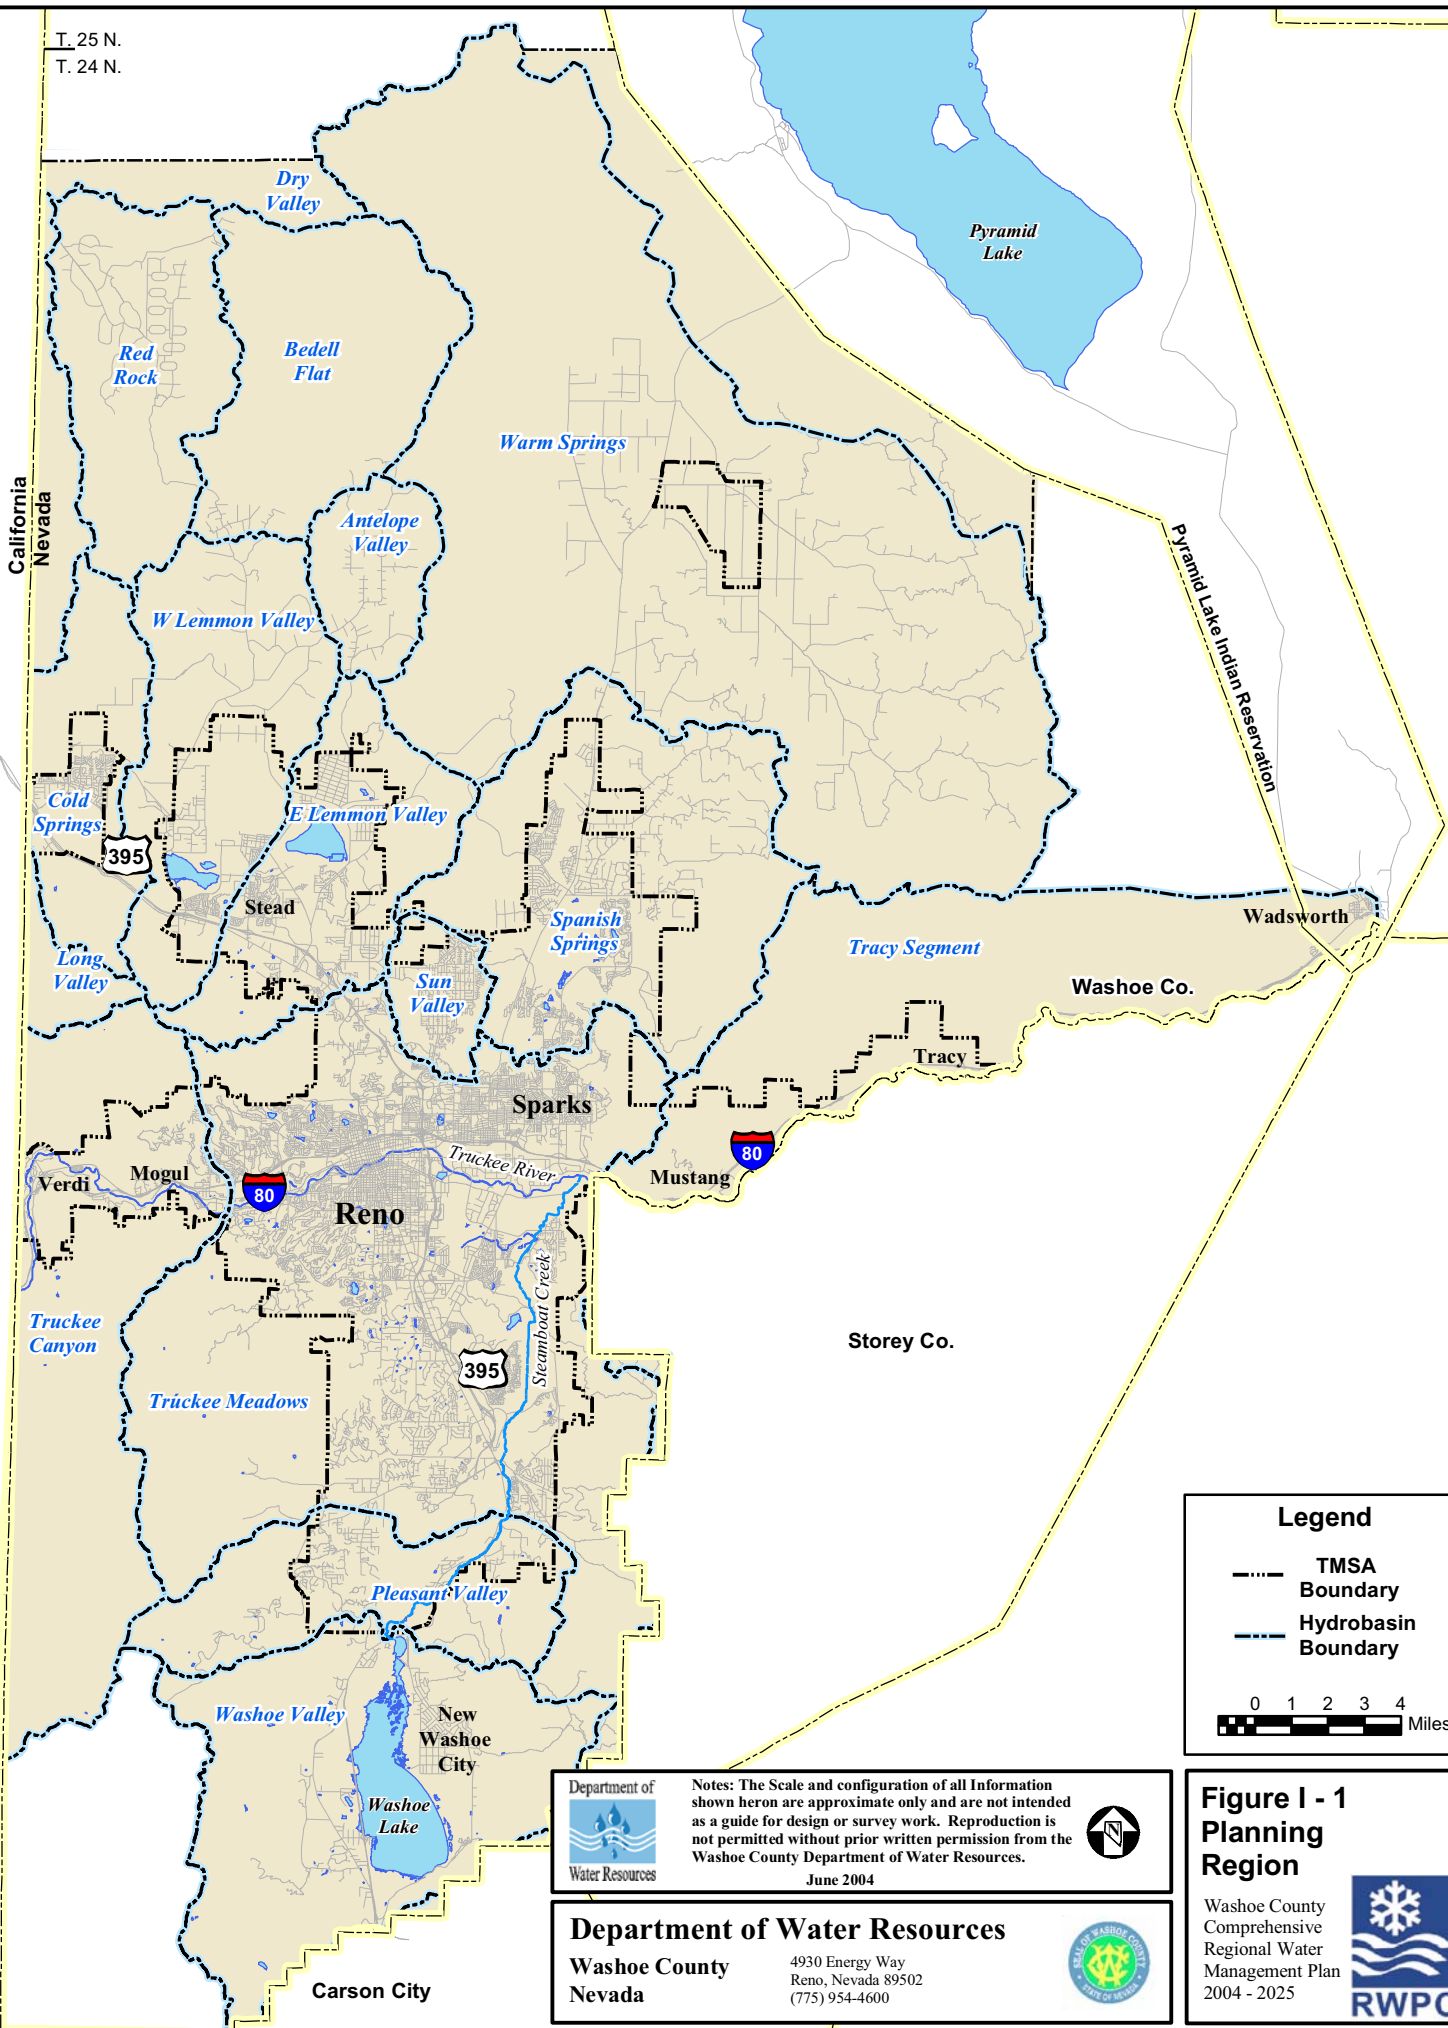 T. 25 N.
T. 24 N.
Dry
Valley
Pyramid
Lake
Red
Rock
Bedell
Flat
Warm Springs
California
Nevada
Antelope
Valley
Pyramid Lake Indian Reservation
W Lemmon Valley
Cold
Springs
E Lemmon Valley
395
Stead
Spanish
Springs
Wadsworth
Long
Valley
Sun
Valley
Tracy Segment
Washoe Co.
Tracy
Sparks
80
Truckee River
Mustang
Verdi
Mogul
80
Reno
Steamboat Creek
Truckee
Canyon
Storey Co.
395
Truckee Meadows
Pleasant Valley
Washoe Valley
New
Washoe
City
Washoe
Lake
Carson City
Legend
TMSA
Boundary
Hydrobasin
Boundary
0 1 2 3 4
Miles
Department of
Water Resources
Notes: The Scale and configuration of all Information
shown heron are approximate only and are not intended
as a guide for design or survey work. Reproduction is
not permitted without prior written permission from the
Washoe County Department of Water Resources.
June 2004
N
Department of Water Resources
Washoe County
Nevada
4930 Energy Way
Reno, Nevada 89502
(775) 954-4600
SEAL OF WASHOE COUNTY
STATE OF NEVADA
Figure I - 1
Planning
Region
Washoe County
Comprehensive
Regional Water
Management Plan
2004 - 2025
RWPC